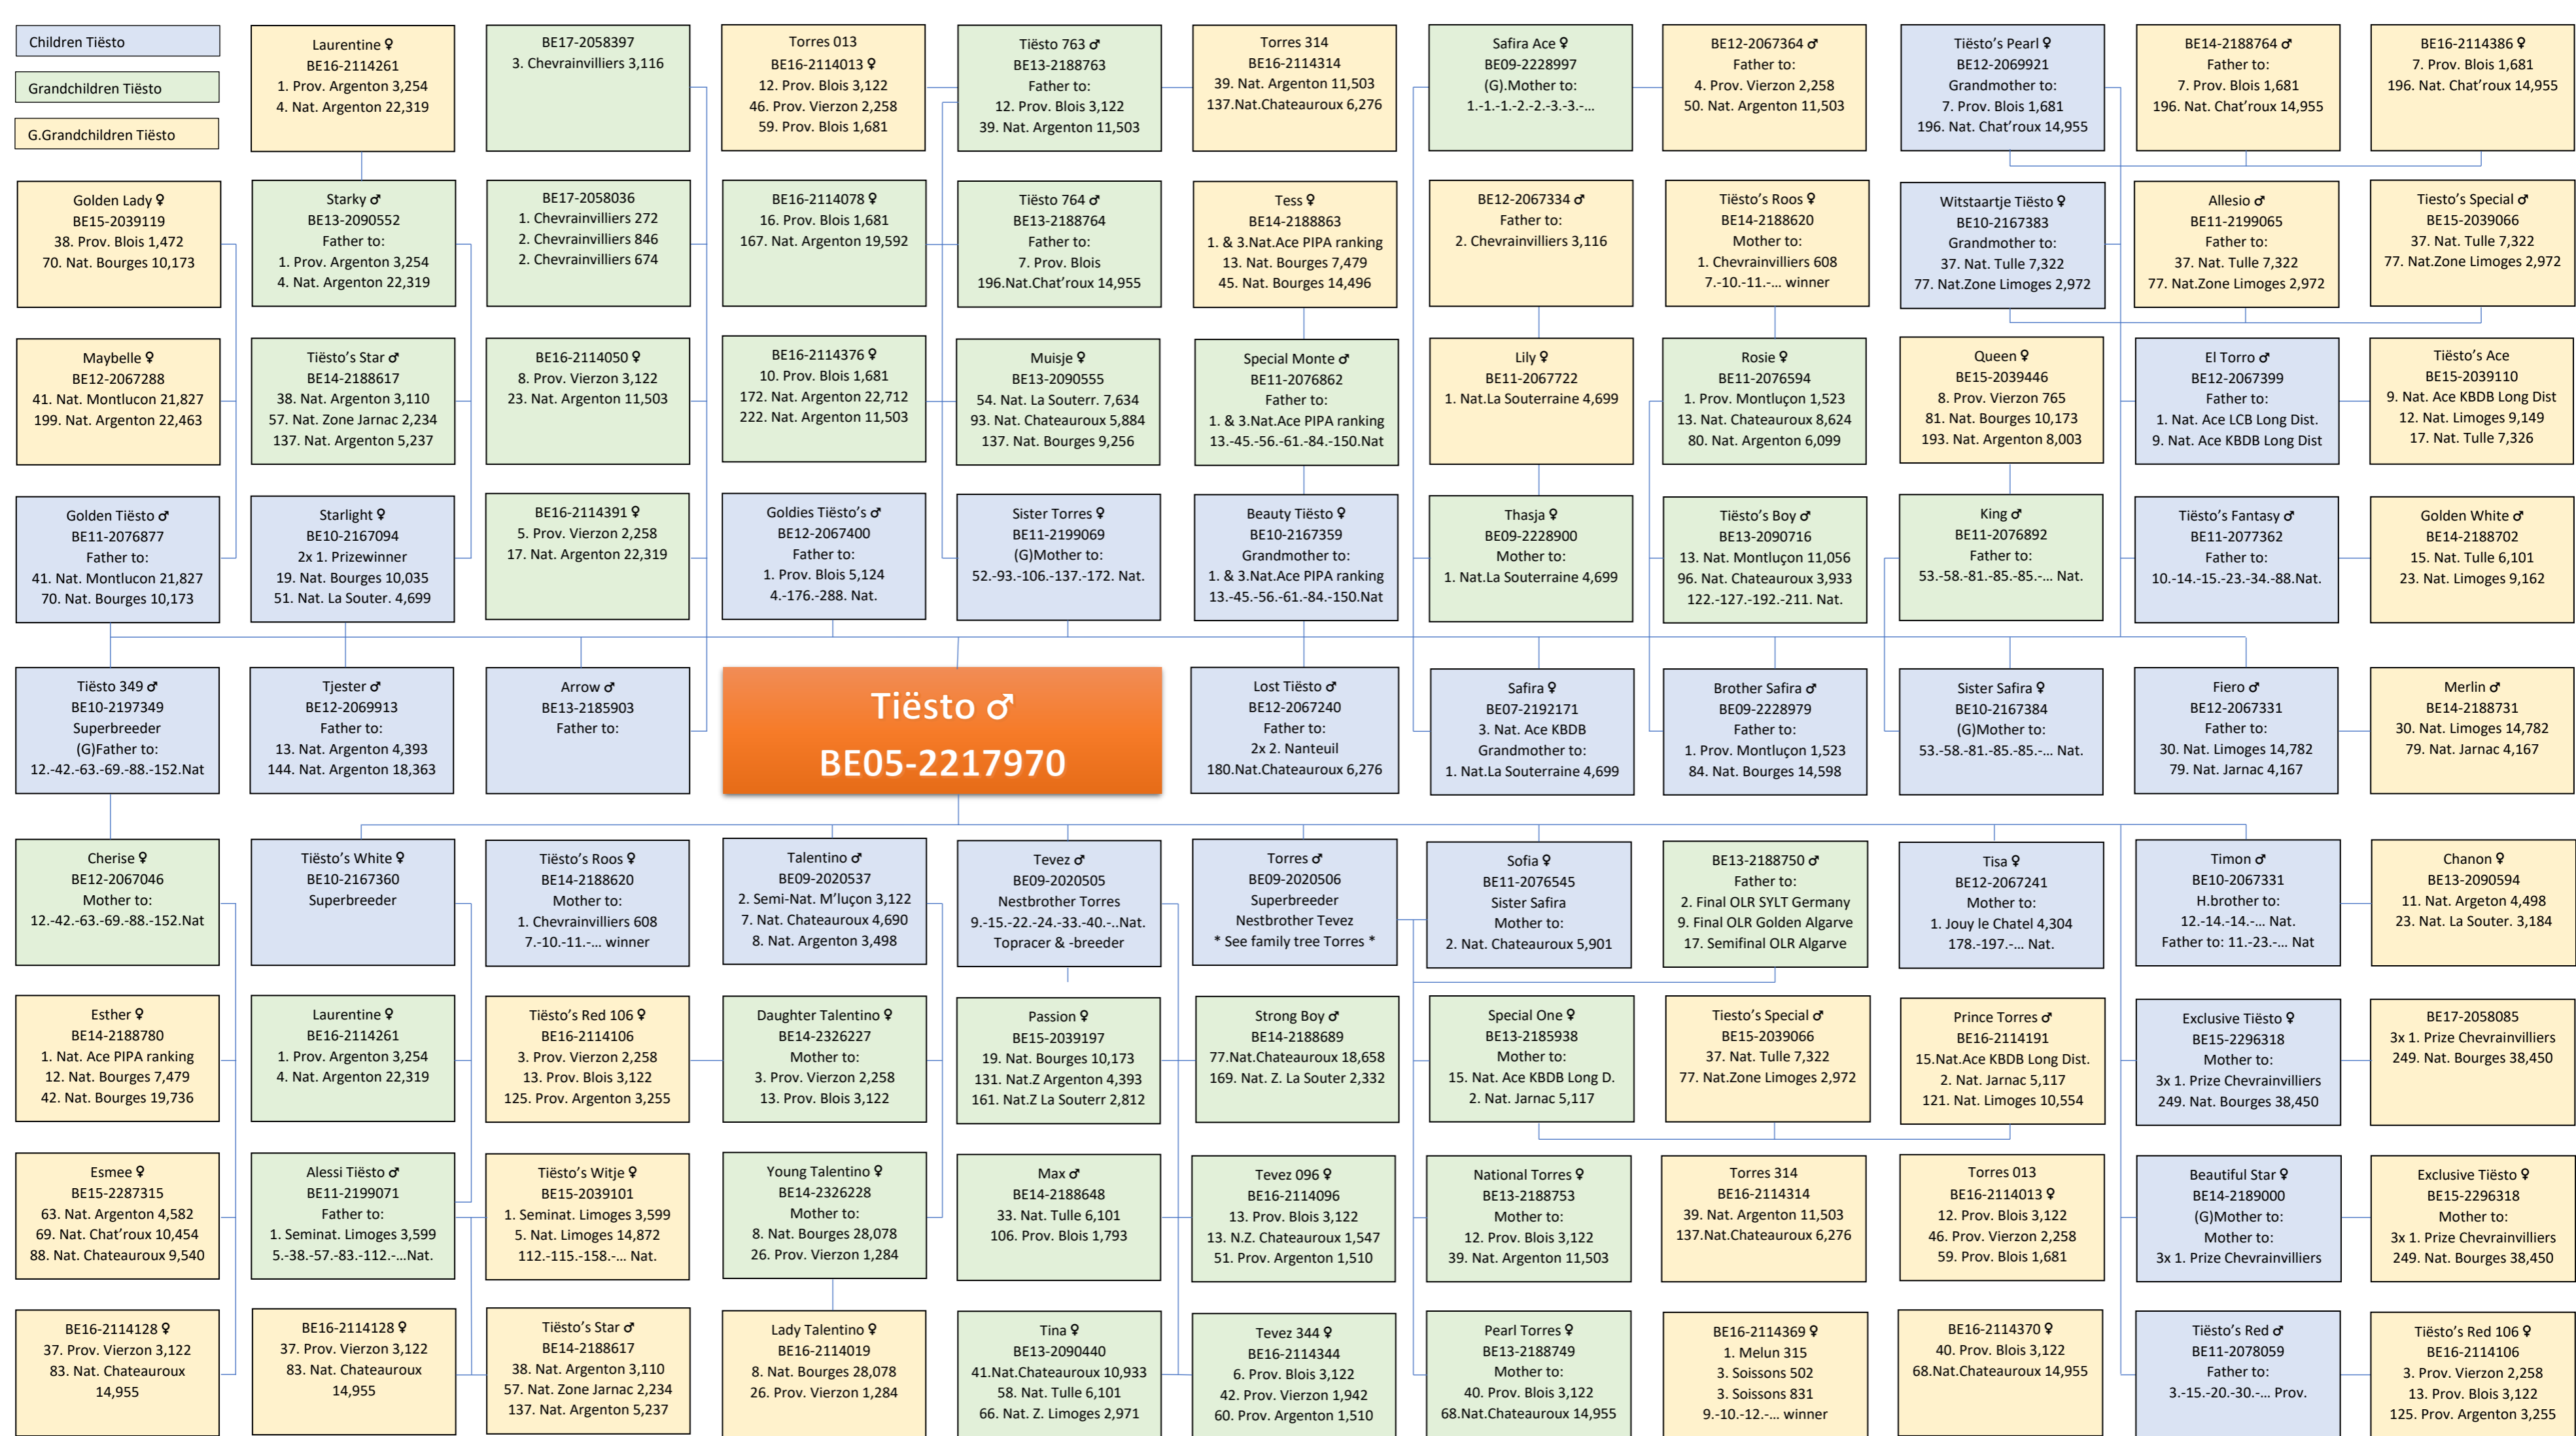 Children Tiësto
Grandchildren Tiësto
G.Grandchildren Tiësto
Laurentine ♀
BE16-2114261
1. Prov. Argenton 3,254
4. Nat. Argenton 22,319
BE17-2058397
3. Chevrainvilliers 3,116
Torres 013
BE16-2114013 ♀
12. Prov. Blois 3,122
46. Prov. Vierzon 2,258
59. Prov. Blois 1,681
Tiësto 763 ♂
BE13-2188763
Father to:
12. Prov. Blois 3,122
39. Nat. Argenton 11,503
Torres 314
BE16-2114314
39. Nat. Argenton 11,503
137.Nat.Chateauroux 6,276
Safira Ace ♀
BE09-2228997
(G).Mother to:
1.-1.-1.-2.-2.-3.-3.-...
BE12-2067364 ♂
Father to:
4. Prov. Vierzon 2,258
50. Nat. Argenton 11,503
Tiësto’s Pearl ♀
BE12-2069921
Grandmother to:
7. Prov. Blois 1,681
196. Nat. Chat’roux 14,955
BE14-2188764 ♂
Father to:
7. Prov. Blois 1,681
196. Nat. Chat’roux 14,955
BE16-2114386 ♀
7. Prov. Blois 1,681
196. Nat. Chat’roux 14,955
Golden Lady ♀
BE15-2039119
38. Prov. Blois 1,472
70. Nat. Bourges 10,173
Starky ♂
BE13-2090552
Father to:
1. Prov. Argenton 3,254
4. Nat. Argenton 22,319
BE17-2058036
1. Chevrainvilliers 272
2. Chevrainvilliers 846
2. Chevrainvilliers 674
BE16-2114078 ♀
16. Prov. Blois 1,681
167. Nat. Argenton 19,592
Tiësto 764 ♂
BE13-2188764
Father to:
7. Prov. Blois
196.Nat.Chat’roux 14,955
Tess ♀
BE14-2188863
1. & 3.Nat.Ace PIPA ranking
13. Nat. Bourges 7,479
45. Nat. Bourges 14,496
BE12-2067334 ♂
Father to:
2. Chevrainvilliers 3,116
Tiësto’s Roos ♀
BE14-2188620
Mother to:
1. Chevrainvilliers 608
7.-10.-11.-... winner
Witstaartje Tiësto ♀
BE10-2167383
Grandmother to:
37. Nat. Tulle 7,322
77. Nat.Zone Limoges 2,972
Allesio ♂
BE11-2199065
Father to:
37. Nat. Tulle 7,322
77. Nat.Zone Limoges 2,972
Tiesto’s Special ♂
BE15-2039066
37. Nat. Tulle 7,322
77. Nat.Zone Limoges 2,972
Maybelle ♀
BE12-2067288
41. Nat. Montlucon 21,827
199. Nat. Argenton 22,463
Tiësto’s Star ♂
BE14-2188617
38. Nat. Argenton 3,110
57. Nat. Zone Jarnac 2,234
137. Nat. Argenton 5,237
BE16-2114050 ♀
8. Prov. Vierzon 3,122
23. Nat. Argenton 11,503
BE16-2114376 ♀
10. Prov. Blois 1,681
172. Nat. Argenton 22,712
222. Nat. Argenton 11,503
Muisje ♂
BE13-2090555
54. Nat. La Souterr. 7,634
93. Nat. Chateauroux 5,884
137. Nat. Bourges 9,256
Special Monte ♂
BE11-2076862
Father to:
1. & 3.Nat.Ace PIPA ranking
13.-45.-56.-61.-84.-150.Nat
Lily ♀
BE11-2067722
1. Nat.La Souterraine 4,699
Rosie ♀
BE11-2076594
1. Prov. Montluçon 1,523
13. Nat. Chateauroux 8,624
80. Nat. Argenton 6,099
Queen ♀
BE15-2039446
8. Prov. Vierzon 765
81. Nat. Bourges 10,173
193. Nat. Argenton 8,003
El Torro ♂
BE12-2067399
Father to:
1. Nat. Ace LCB Long Dist.
9. Nat. Ace KBDB Long Dist
Tiësto’s Ace
BE15-2039110
9. Nat. Ace KBDB Long Dist
12. Nat. Limoges 9,149
17. Nat. Tulle 7,326
Golden Tiësto ♂
BE11-2076877
Father to:
41. Nat. Montlucon 21,827
70. Nat. Bourges 10,173
Starlight ♀
BE10-2167094
2x 1. Prizewinner
19. Nat. Bourges 10,035
51. Nat. La Souter. 4,699
BE16-2114391 ♀
5. Prov. Vierzon 2,258
17. Nat. Argenton 22,319
Goldies Tiësto’s ♂
BE12-2067400
Father to:
1. Prov. Blois 5,124
4.-176.-288. Nat.
Sister Torres ♀
BE11-2199069
(G)Mother to:
52.-93.-106.-137.-172. Nat.
Beauty Tiësto ♀
BE10-2167359
Grandmother to:
1. & 3.Nat.Ace PIPA ranking
13.-45.-56.-61.-84.-150.Nat
Thasja ♀
BE09-2228900
Mother to:
1. Nat.La Souterraine 4,699
Tiësto’s Boy ♂
BE13-2090716
13. Nat. Montluçon 11,056
96. Nat. Chateauroux 3,933
122.-127.-192.-211. Nat.
King ♂
BE11-2076892
Father to:
53.-58.-81.-85.-85.-... Nat.
Tiësto’s Fantasy ♂
BE11-2077362
Father to:
10.-14.-15.-23.-34.-88.Nat.
Golden White ♂
BE14-2188702
15. Nat. Tulle 6,101
23. Nat. Limoges 9,162
Tiësto 349 ♂
BE10-2197349
Superbreeder
(G)Father to:
12.-42.-63.-69.-88.-152.Nat
Tjester ♂
BE12-2069913
Father to:
13. Nat. Argenton 4,393
144. Nat. Argenton 18,363
Arrow ♂
BE13-2185903
Father to:
Tiësto ♂
BE05-2217970
Lost Tiësto ♂
BE12-2067240
Father to:
2x 2. Nanteuil
180.Nat.Chateauroux 6,276
Safira ♀
BE07-2192171
3. Nat. Ace KBDB
Grandmother to:
1. Nat.La Souterraine 4,699
Brother Safira ♂
BE09-2228979
Father to:
1. Prov. Montluçon 1,523
84. Nat. Bourges 14,598
Sister Safira ♀
BE10-2167384
(G)Mother to:
53.-58.-81.-85.-85.-... Nat.
Fiero ♂
BE12-2067331
Father to:
30. Nat. Limoges 14,782
79. Nat. Jarnac 4,167
Merlin ♂
BE14-2188731
30. Nat. Limoges 14,782
79. Nat. Jarnac 4,167
Cherise ♀
BE12-2067046
Mother to:
12.-42.-63.-69.-88.-152.Nat
Tiësto’s White ♀
BE10-2167360
Superbreeder
Tiësto’s Roos ♀
BE14-2188620
Mother to:
1. Chevrainvilliers 608
7.-10.-11.-... winner
Talentino ♂
BE09-2020537
2. Semi-Nat. M’luçon 3,122
7. Nat. Chateauroux 4,690
8. Nat. Argenton 3,498
Tevez ♂
BE09-2020505
Nestbrother Torres
9.-15.-22.-24.-33.-40.-..Nat.
Topracer & -breeder
Torres ♂
BE09-2020506
Superbreeder
Nestbrother Tevez
* See family tree Torres *
Sofia ♀
BE11-2076545
Sister Safira
Mother to:
2. Nat. Chateauroux 5,901
BE13-2188750 ♂
Father to:
2. Final OLR SYLT Germany
9. Final OLR Golden Algarve
17. Semifinal OLR Algarve
Tisa ♀
BE12-2067241
Mother to:
1. Jouy le Chatel 4,304
178.-197.-... Nat.
Timon ♂
BE10-2067331
H.brother to:
12.-14.-14.-... Nat.
Father to: 11.-23.-... Nat
Chanon ♀
BE13-2090594
11. Nat. Argeton 4,498
23. Nat. La Souter. 3,184
Esther ♀
BE14-2188780
1. Nat. Ace PIPA ranking
12. Nat. Bourges 7,479
42. Nat. Bourges 19,736
Laurentine ♀
BE16-2114261
1. Prov. Argenton 3,254
4. Nat. Argenton 22,319
Tiësto’s Red 106 ♀
BE16-2114106
3. Prov. Vierzon 2,258
13. Prov. Blois 3,122
125. Prov. Argenton 3,255
Daughter Talentino ♀
BE14-2326227
Mother to:
3. Prov. Vierzon 2,258
13. Prov. Blois 3,122
Passion ♀
BE15-2039197
19. Nat. Bourges 10,173
131. Nat.Z Argenton 4,393
161. Nat.Z La Souterr 2,812
Strong Boy ♂
BE14-2188689
77.Nat.Chateauroux 18,658
169. Nat. Z. La Souter 2,332
Special One ♀
BE13-2185938
Mother to:
15. Nat. Ace KBDB Long D.
2. Nat. Jarnac 5,117
Tiesto’s Special ♂
BE15-2039066
37. Nat. Tulle 7,322
77. Nat.Zone Limoges 2,972
Prince Torres ♂
BE16-2114191
15.Nat.Ace KBDB Long Dist.
2. Nat. Jarnac 5,117
121. Nat. Limoges 10,554
Exclusive Tiësto ♀
BE15-2296318
Mother to:
3x 1. Prize Chevrainvilliers
249. Nat. Bourges 38,450
BE17-2058085
3x 1. Prize Chevrainvilliers
249. Nat. Bourges 38,450
Esmee ♀
BE15-2287315
63. Nat. Argenton 4,582
69. Nat. Chat’roux 10,454
88. Nat. Chateauroux 9,540
Alessi Tiësto ♂
BE11-2199071
Father to:
1. Seminat. Limoges 3,599
5.-38.-57.-83.-112.-...Nat.
Tiësto’s Witje ♀
BE15-2039101
1. Seminat. Limoges 3,599
5. Nat. Limoges 14,872
112.-115.-158.-... Nat.
Young Talentino ♀
BE14-2326228
Mother to:
8. Nat. Bourges 28,078
26. Prov. Vierzon 1,284
Max ♂
BE14-2188648
33. Nat. Tulle 6,101
106. Prov. Blois 1,793
Tevez 096 ♀
BE16-2114096
13. Prov. Blois 3,122
13. N.Z. Chateauroux 1,547
51. Prov. Argenton 1,510
National Torres ♀
BE13-2188753
Mother to:
12. Prov. Blois 3,122
39. Nat. Argenton 11,503
Torres 314
BE16-2114314
39. Nat. Argenton 11,503
137.Nat.Chateauroux 6,276
Torres 013
BE16-2114013 ♀
12. Prov. Blois 3,122
46. Prov. Vierzon 2,258
59. Prov. Blois 1,681
Beautiful Star ♀
BE14-2189000
(G)Mother to:
Mother to:
3x 1. Prize Chevrainvilliers
Exclusive Tiësto ♀
BE15-2296318
Mother to:
3x 1. Prize Chevrainvilliers
249. Nat. Bourges 38,450
BE16-2114128 ♀
37. Prov. Vierzon 3,122
83. Nat. Chateauroux
14,955
BE16-2114128 ♀
37. Prov. Vierzon 3,122
83. Nat. Chateauroux
14,955
Tiësto’s Star ♂
BE14-2188617
38. Nat. Argenton 3,110
57. Nat. Zone Jarnac 2,234
137. Nat. Argenton 5,237
Lady Talentino ♀
BE16-2114019
8. Nat. Bourges 28,078
26. Prov. Vierzon 1,284
Tina ♀
BE13-2090440
41.Nat.Chateauroux 10,933
58. Nat. Tulle 6,101
66. Nat. Z. Limoges 2,971
Tevez 344 ♀
BE16-2114344
6. Prov. Blois 3,122
42. Prov. Vierzon 1,942
60. Prov. Argenton 1,510
Pearl Torres ♀
BE13-2188749
Mother to:
40. Prov. Blois 3,122
68.Nat.Chateauroux 14,955
BE16-2114369 ♀
1. Melun 315
3. Soissons 502
3. Soissons 831
9.-10.-12.-... winner
BE16-2114370 ♀
40. Prov. Blois 3,122
68.Nat.Chateauroux 14,955
Tiësto’s Red ♂
BE11-2078059
Father to:
3.-15.-20.-30.-... Prov.
Tiësto’s Red 106 ♀
BE16-2114106
3. Prov. Vierzon 2,258
13. Prov. Blois 3,122
125. Prov. Argenton 3,255